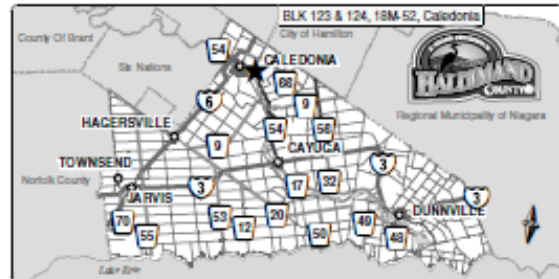 BLK 123 & 124, 18M-52, Caledonia
County Of Brant
City of Hamilton
54
CALEDONIA
Six Nations
66
HALDIMAND
COUNTY
6
9
Regional Municipality of Niagara
HAGERSVILLE
54
56
9
CAYUGA
3
TOWNSEND
Norfolk County
3
17
32
3
JARVIS
DUNNVILLE
70
53
20
49
55
12
50
48
Lake Erie